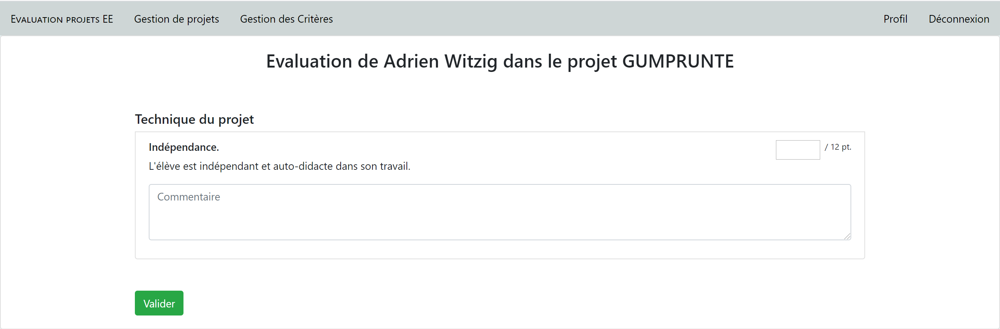 EVALUATION PROJETS EE Gestion de projets Gestion des Critères Profil Déconnexion
Evaluation de Adrien Witzig dans le projet GUMPRUNTE
Technique du projet
Indépendance. / 12 pt.
L'élève est indépendant et auto-didacte dans son travail.
Commentaire
Valider